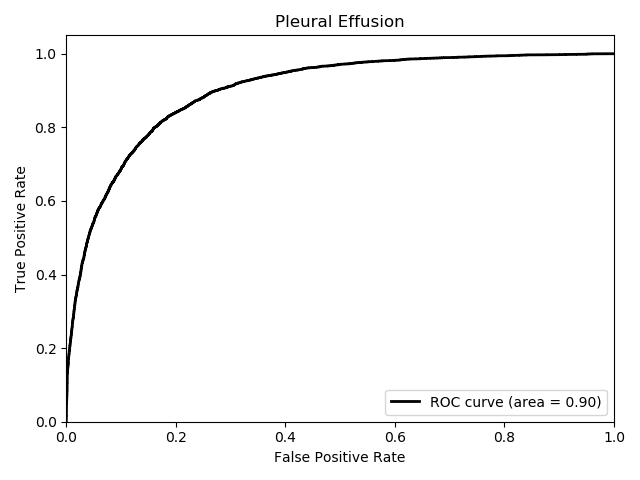 Pleural Effusion
1.0
0.8
0.6
0.4
0.2
0.0
True Positive Rate
ROC curve (area = 0.90)
0.0 0.2 0.4 0.6 0.8 1.0
False Positive Rate